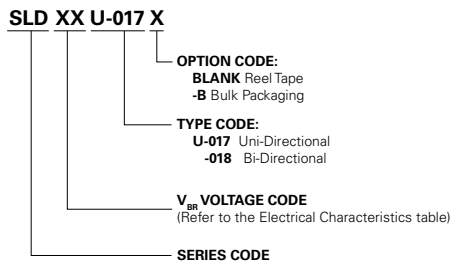 SLD XX U-017 X
OPTION CODE:
BLANK Reel Tape
-B Bulk Packaging
TYPE CODE:
U-017 Uni-Directional
-018 Bi-Directional
VBR VOLTAGE CODE
(Refer to the Electrical Characteristics table)
SERIES CODE